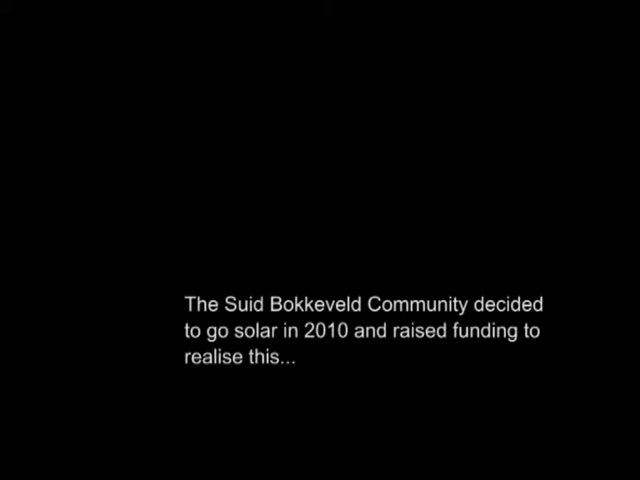 The Suid Bokkeveld Community decided
to go solar in 2010 and raised funding to
realise this...